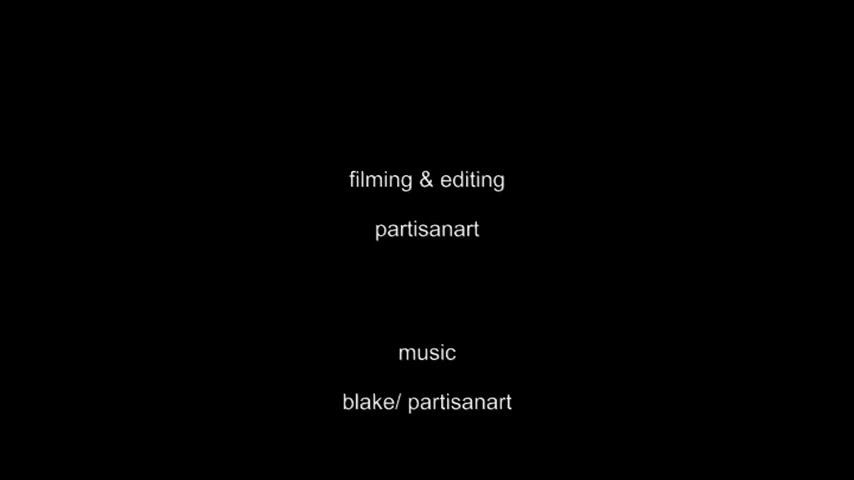 filming & editing
partisanart
music
blake/ partisanart